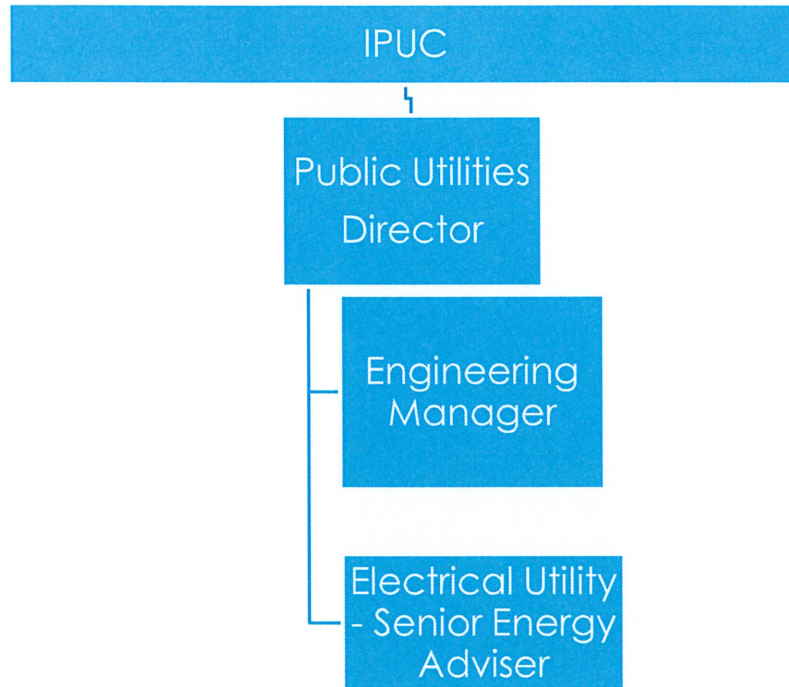 IPUC
Public Utilities
Director
Engineering
Manager
Electrical Utility
- Senior Energy
Adviser